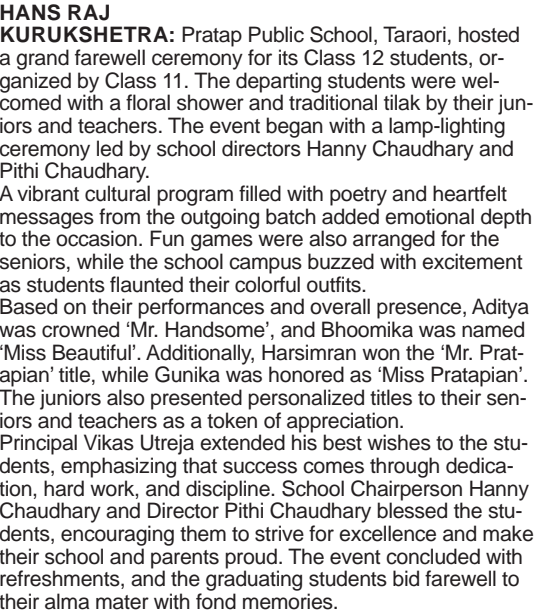 HANS RAJ
KURUKSHETRA: Pratap Public School, Taraori, hosted
a grand farewell ceremony for its Class 12 students, or-
ganized by Class 11. The departing students were wel-
comed with a floral shower and traditional tilak by their jun-
iors and teachers. The event began with a lamp-lighting
ceremony led by school directors Hanny Chaudhary and
Pithi Chaudhary.
A vibrant cultural program filled with poetry and heartfelt
messages from the outgoing batch added emotional depth
to the occasion. Fun games were also arranged for the
seniors, while the school campus buzzed with excitement
as students flaunted their colorful outfits.
Based on their performances and overall presence, Aditya
was crowned ‘Mr. Handsome’, and Bhoomika was named
‘Miss Beautiful’. Additionally, Harsimran won the ‘Mr. Prat-
apian’ title, while Gunika was honored as ‘Miss Pratapian’.
The juniors also presented personalized titles to their sen-
iors and teachers as a token of appreciation.
Principal Vikas Utreja extended his best wishes to the stu-
dents, emphasizing that success comes through dedica-
tion, hard work, and discipline. School Chairperson Hanny
Chaudhary and Director Pithi Chaudhary blessed the stu-
dents, encouraging them to strive for excellence and make
their school and parents proud. The event concluded with
refreshments, and the graduating students bid farewell to
their alma mater with fond memories.